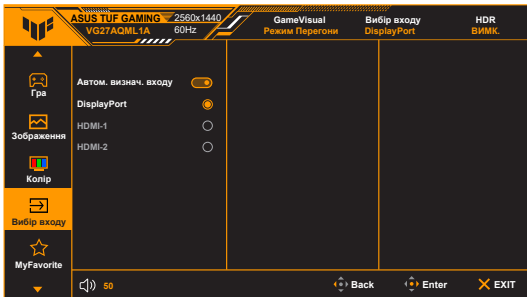 ASUS TUF GAMING
VG27AQML1A
2560x1440
60Hz
GameVisual
Режим Перегони
Вибір входу
DisplayPort
HDR
ВИМК.
Гра
Зображення
Колір
Вибір входу
MyFavorite
Автом. визнач. входу
DisplayPort
HDMI-1
HDMI-2
50
Back
Enter
EXIT